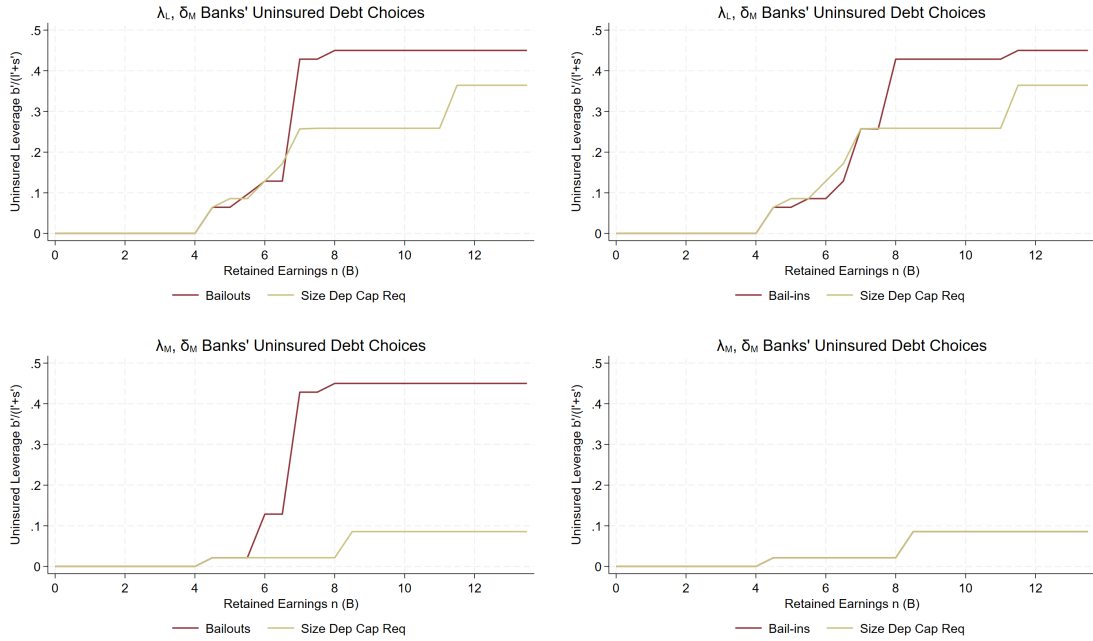 λL, δM Banks' Uninsured Debt Choices
Uninsured Leverage b'/(l'+s')
.5
.4
.3
.2
.1
0
0 2 4 6 8 10 12
Retained Earnings n (B)
Bailouts Size Dep Cap Req
λL, δM Banks' Uninsured Debt Choices
Uninsured Leverage b'/(l'+s')
.5
.4
.3
.2
.1
0
0 2 4 6 8 10 12
Retained Earnings n (B)
Bail-ins Size Dep Cap Req
λM, δM Banks' Uninsured Debt Choices
Uninsured Leverage b'/(l'+s')
.5
.4
.3
.2
.1
0
0 2 4 6 8 10 12
Retained Earnings n (B)
Bailouts Size Dep Cap Req
λM, δM Banks' Uninsured Debt Choices
Uninsured Leverage b'/(l'+s')
.5
.4
.3
.2
.1
0
0 2 4 6 8 10 12
Retained Earnings n (B)
Bail-ins Size Dep Cap Req